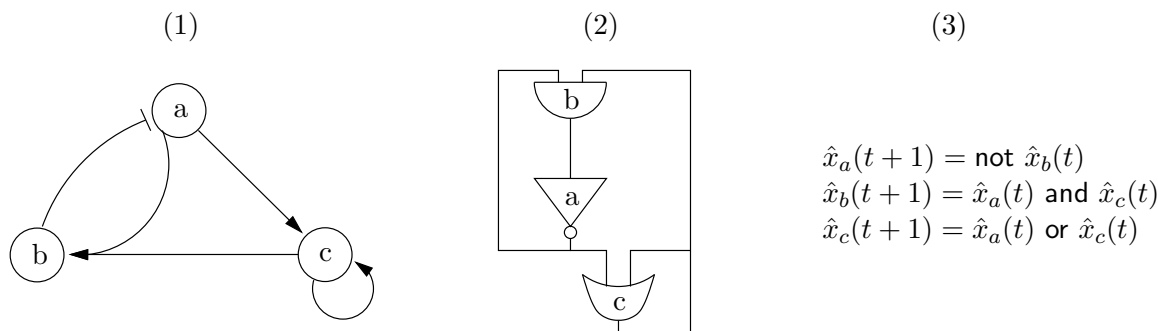 (1)
(2)
(3)
a
b
c
b
a
c
x̂_a(t + 1) = not x̂_b(t)
x̂_b(t + 1) = x̂_a(t) and x̂_c(t)
x̂_c(t + 1) = x̂_a(t) or x̂_c(t)